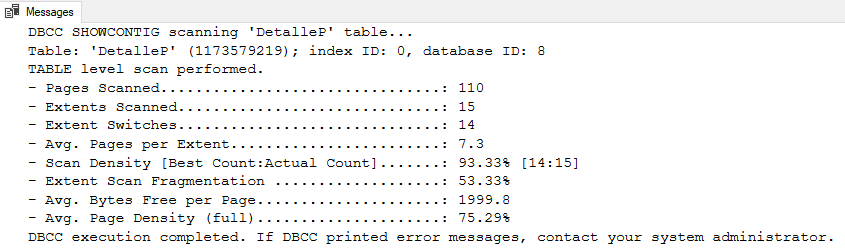 Messages
DBCC SHOWCONTIG scanning 'DetalleP' table...
Table: 'DetalleP' (1173579219); index ID: 0, database ID: 8
TABLE level scan performed.
- Pages Scanned................................: 110
- Extents Scanned..............................: 15
- Extent Switches..............................: 14
- Avg. Pages per Extent........................: 7.3
- Scan Density [Best Count:Actual Count].......: 93.33% [14:15]
- Extent Scan Fragmentation ...................: 53.33%
- Avg. Bytes Free per Page.....................: 1999.8
- Avg. Page Density (full).....................: 75.29%
DBCC execution completed. If DBCC printed error messages, contact your system administrator.